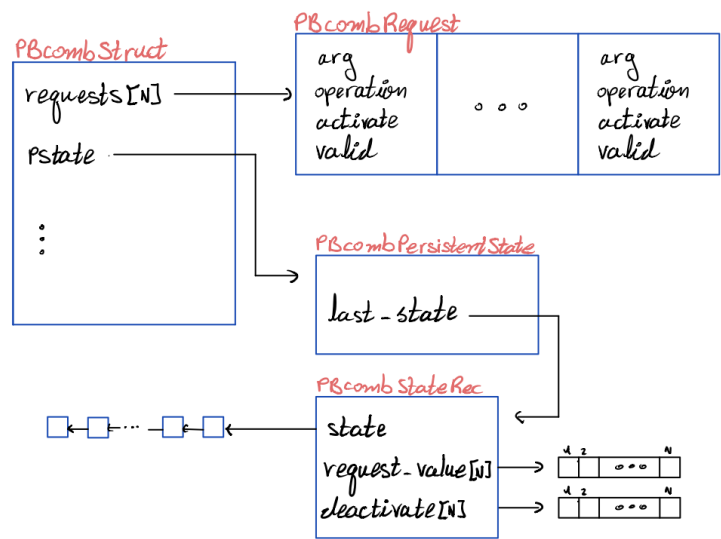 PBcombRequest
PBcombStruct
arg
operation
activate
valid
arg
operation
activate
valid
requests[N]
pstate
PBcombPersistentState
last_state
PBcombStateRec
state
request_value[N]
deactivate[N]
1 2 N
1 2 N